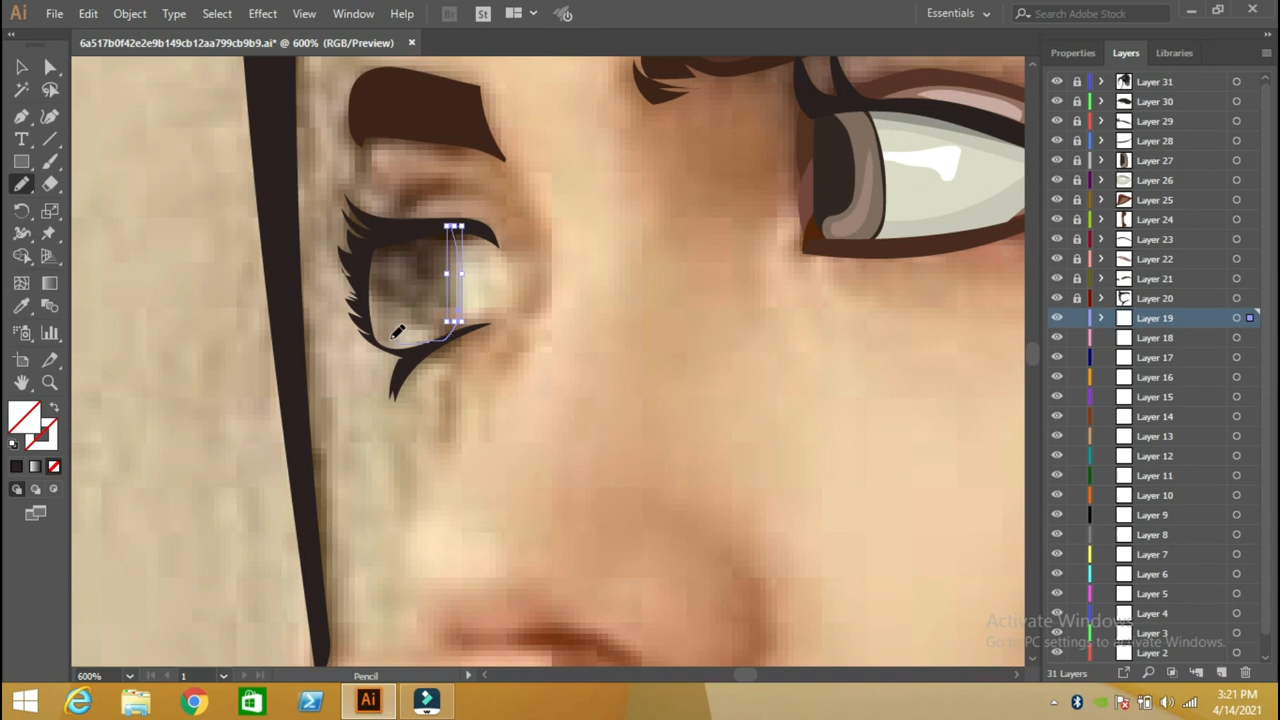 Ai File Edit Object Type Select Effect View Window Help Br St Essentials Search Adobe Stock
6a517b0f42e2e9b149cb12aa799cb9b9.ai* @ 600% (RGB/Preview)
Properties Layers Libraries
Layer 31
Layer 30
Layer 29
Layer 28
Layer 27
Layer 26
Layer 25
Layer 24
Layer 23
Layer 22
Layer 21
Layer 20
Layer 19
Layer 18
Layer 17
Layer 16
Layer 15
Layer 14
Layer 13
Layer 12
Layer 11
Layer 10
Layer 9
Layer 8
Layer 7
Layer 6
Layer 5
Layer 4
Layer 3
Layer 2
Activate Windows
Go to PC settings to activate Windows.
600% 1 Pencil 31 Layers
Ai
3:21 PM
4/14/2021